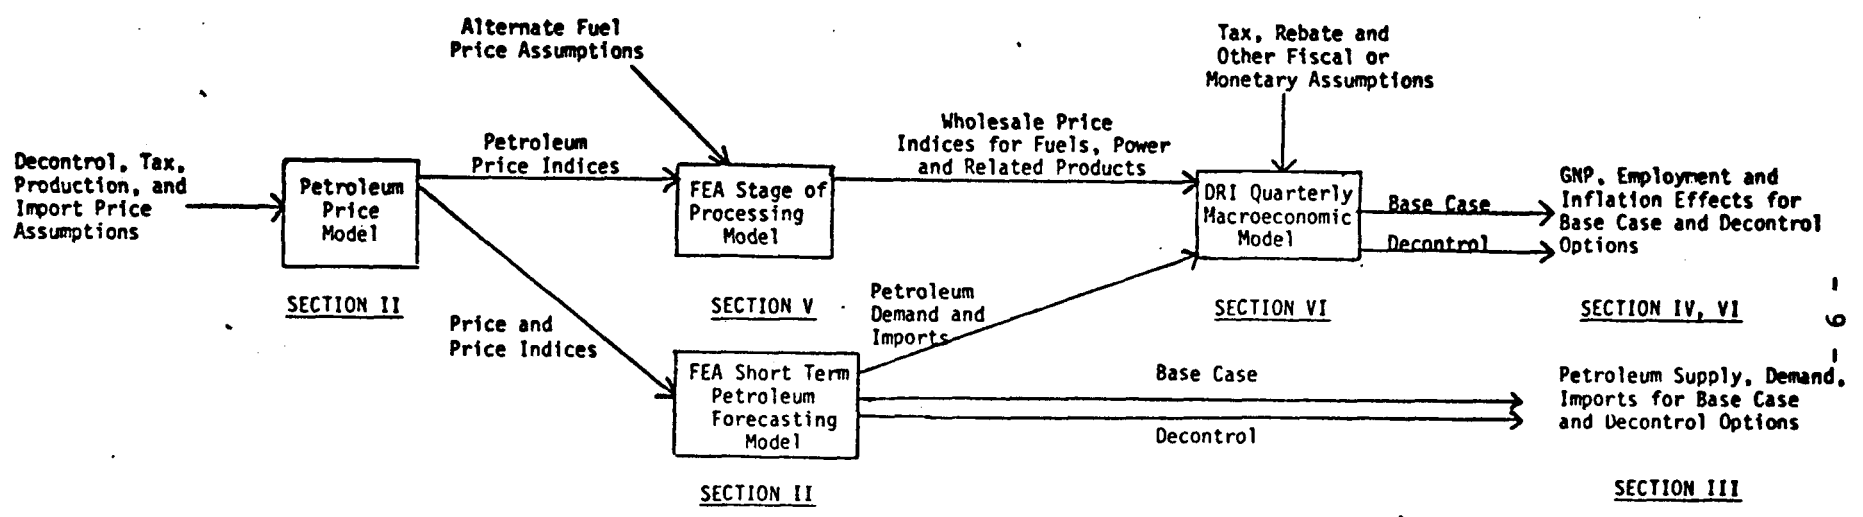 Alternate Fuel
Price Assumptions
Tax, Rebate and
Other Fiscal or
Monetary Assumptions
Decontrol, Tax,
Production, and
Import Price
Assumptions
Petroleum
Price
Model
SECTION II
Petroleum
Price Indices
FEA Stage of
Processing
Model
SECTION V
Wholesale Price
Indices for Fuels, Power
and Related Products
DRI Quarterly
Macroeconomic
Model
SECTION VI
Base Case
Decontrol
GNP, Employment and
Inflation Effects for
Base Case and Decontrol
Options
SECTION IV, VI
Price and
Price Indices
FEA Short Term
Petroleum
Forecasting
Model
SECTION II
Petroleum
Demand and
Imports
Base Case
Decontrol
Petroleum Supply, Demand,
Imports for Base Case
and Decontrol Options
SECTION III
- 6 -